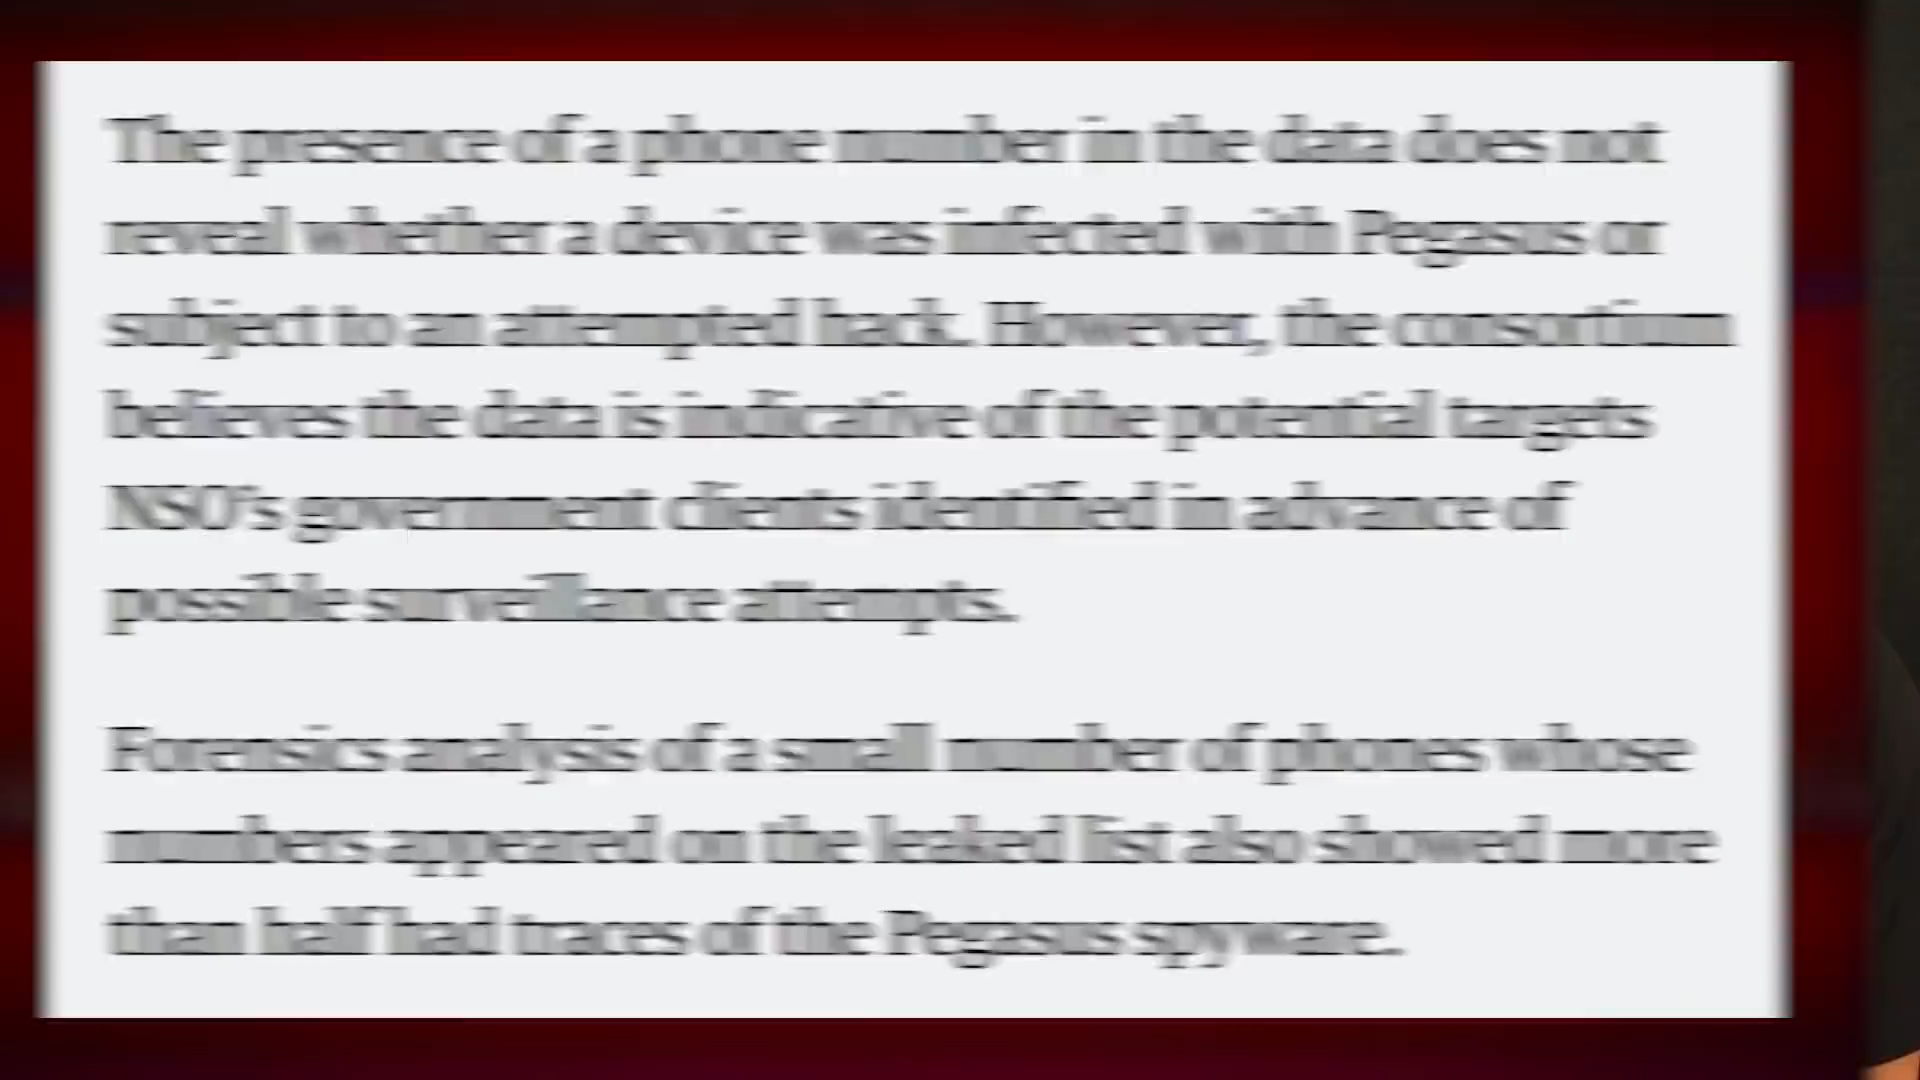 The presence of a phone number in the data does not
reveal whether a device was infected with Pegasus or
subject to an attempted hack. However, the consortium
believes the data is indicative of the potential targets
NSO's government clients identified in advance of
possible surveillance attempts.
Forensics analysis of a small number of phones whose
numbers appeared on the leaked list also showed more
than half had traces of the Pegasus spyware.